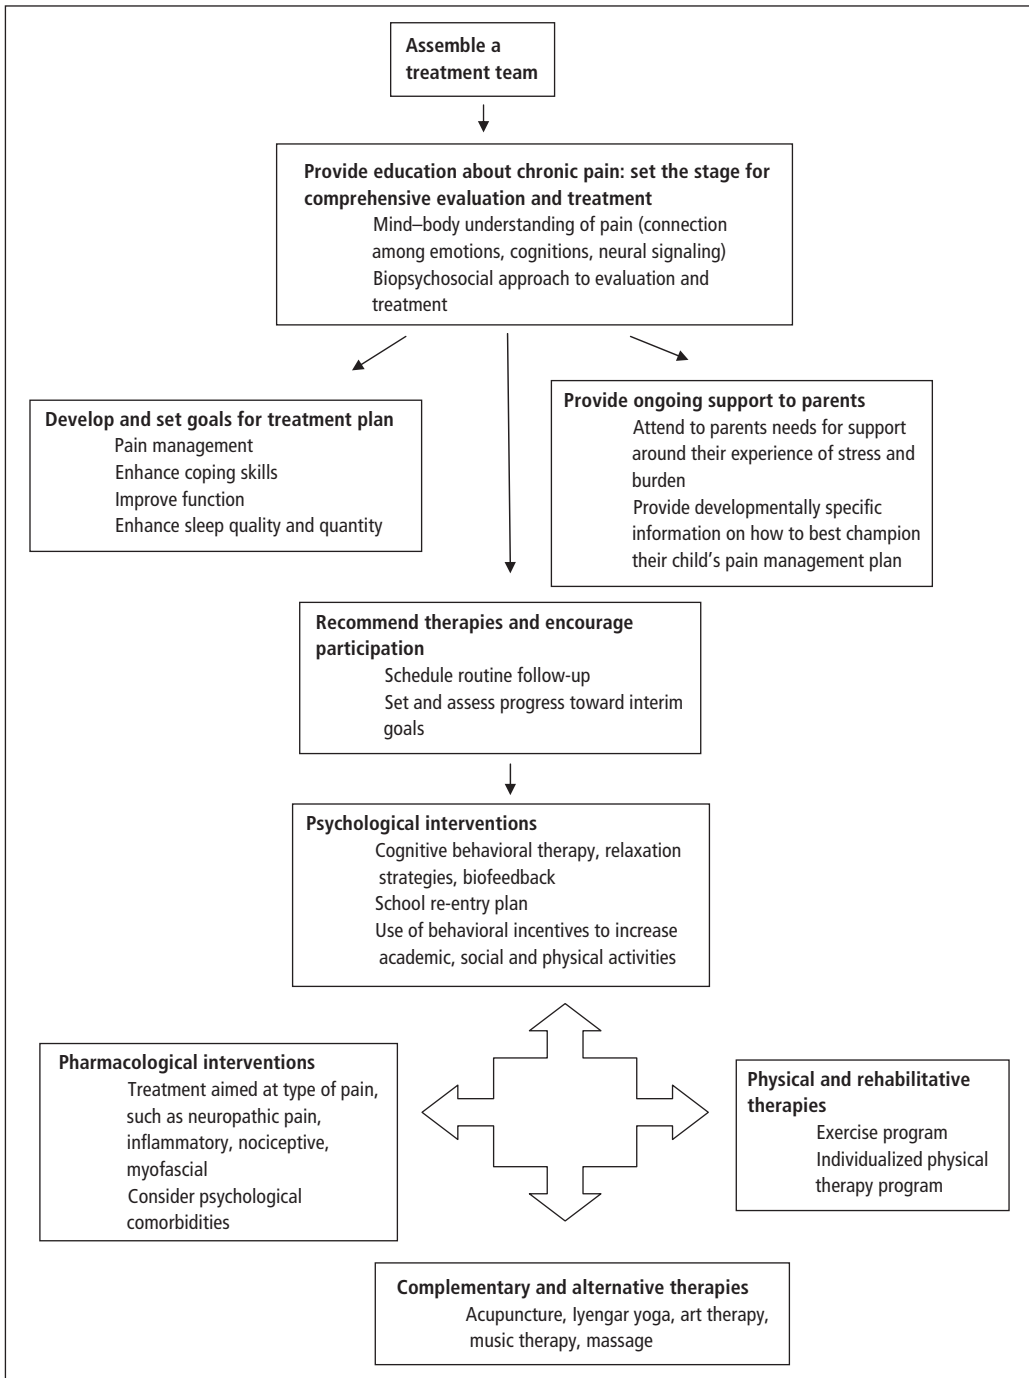 Assemble a
treatment team
Provide education about chronic pain: set the stage for
comprehensive evaluation and treatment
Mind–body understanding of pain (connection
among emotions, cognitions, neural signaling)
Biopsychosocial approach to evaluation and
treatment
Develop and set goals for treatment plan
Pain management
Enhance coping skills
Improve function
Enhance sleep quality and quantity
Provide ongoing support to parents
Attend to parents needs for support
around their experience of stress and
burden
Provide developmentally specific
information on how to best champion
their child’s pain management plan
Recommend therapies and encourage
participation
Schedule routine follow-up
Set and assess progress toward interim
goals
Psychological interventions
Cognitive behavioral therapy, relaxation
strategies, biofeedback
School re-entry plan
Use of behavioral incentives to increase
academic, social and physical activities
Pharmacological interventions
Treatment aimed at type of pain,
such as neuropathic pain,
inflammatory, nociceptive,
myofascial
Consider psychological
comorbidities
Physical and rehabilitative
therapies
Exercise program
Individualized physical
therapy program
Complementary and alternative therapies
Acupuncture, Iyengar yoga, art therapy,
music therapy, massage